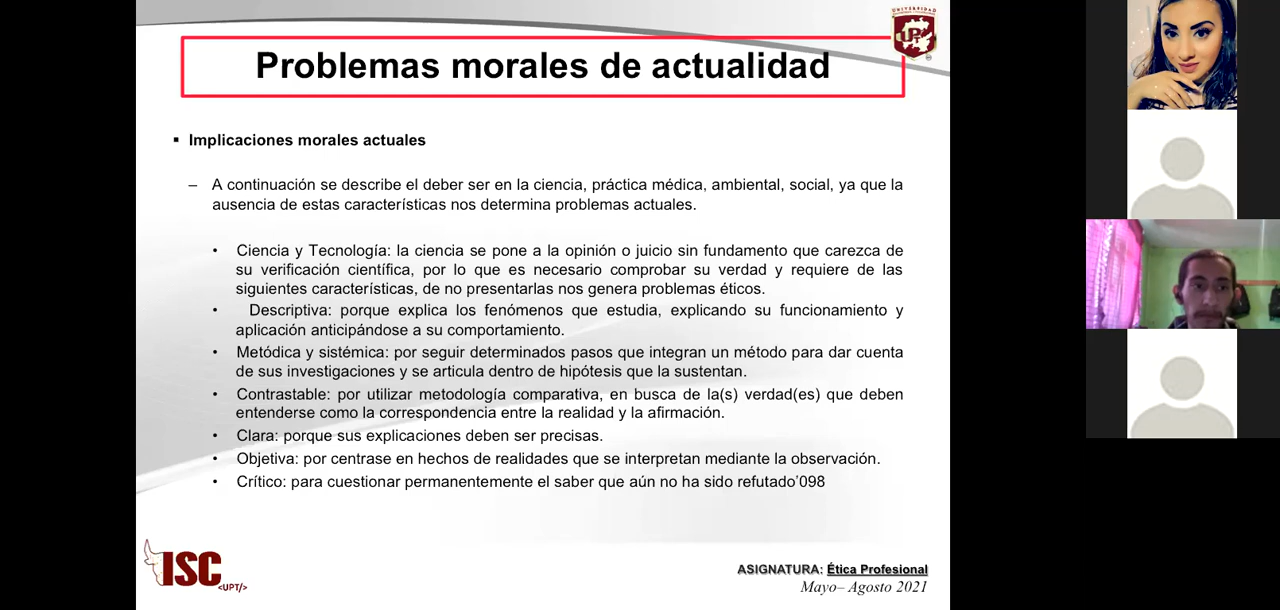 UNIVERSIDAD
UPT
Problemas morales de actualidad
▪ Implicaciones morales actuales
– A continuación se describe el deber ser en la ciencia, práctica médica, ambiental, social, ya que la
ausencia de estas características nos determina problemas actuales.
• Ciencia y Tecnología: la ciencia se pone a la opinión o juicio sin fundamento que carezca de
su verificación científica, por lo que es necesario comprobar su verdad y requiere de las
siguientes características, de no presentarlas nos genera problemas éticos.
• Descriptiva: porque explica los fenómenos que estudia, explicando su funcionamiento y
aplicación anticipándose a su comportamiento.
• Metódica y sistémica: por seguir determinados pasos que integran un método para dar cuenta
de sus investigaciones y se articula dentro de hipótesis que la sustentan.
• Contrastable: por utilizar metodología comparativa, en busca de la(s) verdad(es) que deben
entenderse como la correspondencia entre la realidad y la afirmación.
• Clara: porque sus explicaciones deben ser precisas.
• Objetiva: por centrase en hechos de realidades que se interpretan mediante la observación.
• Crítico: para cuestionar permanentemente el saber que aún no ha sido refutado'098
ISC
<UPT/>
ASIGNATURA: Ética Profesional
Mayo– Agosto 2021